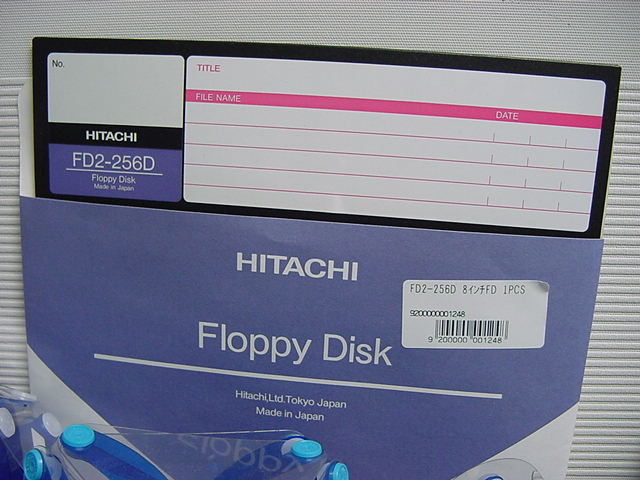 No.
HITACHI
FD2-256D
Floppy Disk
Made in Japan
TITLE
FILE NAME DATE
HITACHI
FD2-256D 8インチFD 1PCS
9200000001248
9 200000 001248
Floppy Disk
Hitachi,Ltd.Tokyo Japan
Made in Japan